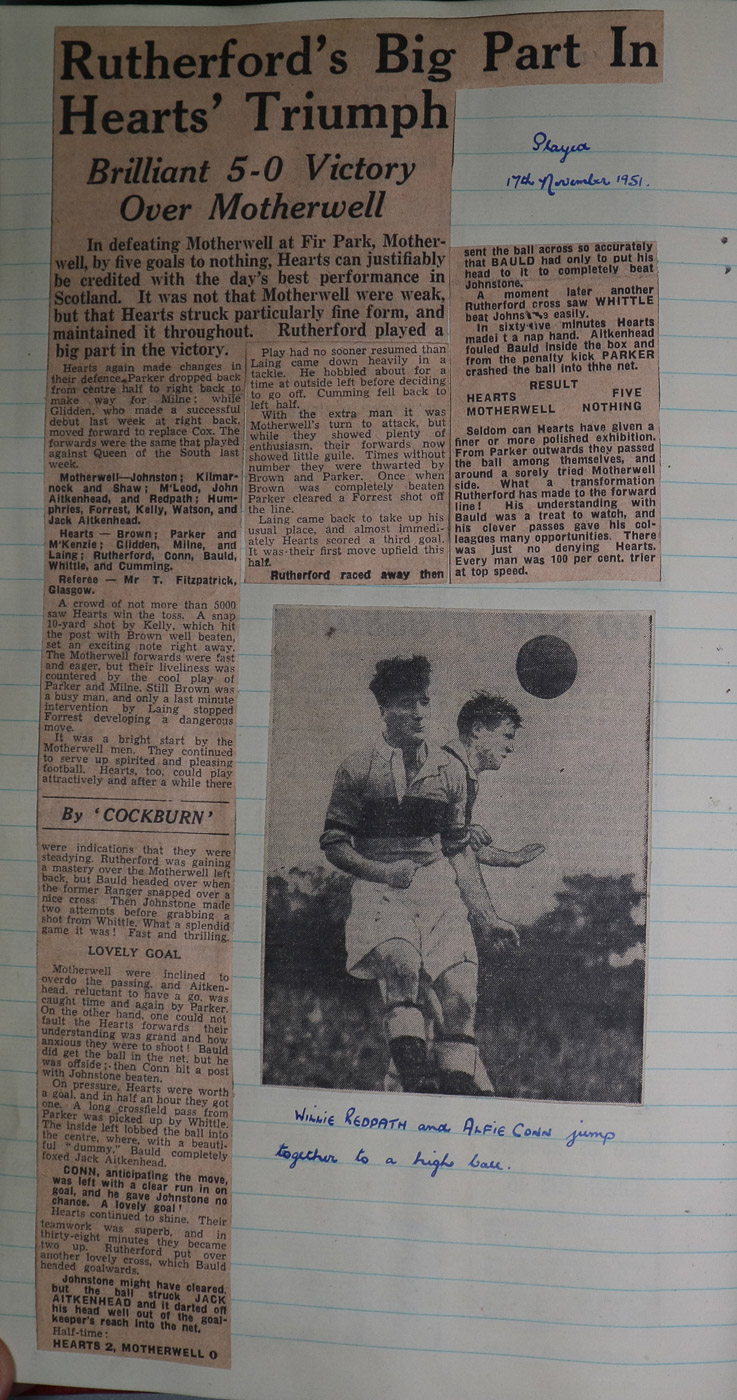 Rutherford's Big Part In
Hearts' Triumph
Brilliant 5-0 Victory
Over Motherwell
In defeating Motherwell at Fir Park, Mother-
well, by five goals to nothing, Hearts can justifiably
be credited with the day's best performance in
Scotland. It was not that Motherwell were weak,
but that Hearts struck particularly fine form, and
maintained it throughout. Rutherford played a
big part in the victory.
Hearts again made changes in
their defence. Parker dropped back
from centre half to right back to
make way for Milne; while
Glidden, who made a successful
debut last week at right back,
moved forward to replace Cox. The
forwards were the same that played
against Queen of the South last
week.
Motherwell—Johnston; Kilmar-
nock and Shaw; M'Leod, John
Aitkenhead, and Redpath; Hum-
phries, Forrest, Kelly, Watson, and
Jack Aitkenhead.
Hearts — Brown; Parker and
M'Kenzie; Glidden, Milne, and
Laing; Rutherford, Conn, Bauld,
Whittle, and Cumming.
Referee — Mr T. Fitzpatrick,
Glasgow.
A crowd of not more than 5000
saw Hearts win the toss. A snap
10-yard shot by Kelly, which hit
the post with Brown well beaten,
set an exciting note right away.
The Motherwell forwards were fast
and eager, but their liveliness was
countered by the cool play of
Parker and Milne. Still Brown was
a busy man, and only a last minute
intervention by Laing stopped
Forrest developing a dangerous
move.
It was a bright start by the
Motherwell men. They continued
to serve up spirited and pleasing
football. Hearts, too, could play
attractively and after a while there
By 'COCKBURN'
were indications that they were
steadying. Rutherford was gaining
a mastery over the Motherwell left
back, but Bauld headed over when
the former Ranger snapped over a
nice cross. Then Johnstone made
two attempts before grabbing a
shot from Whittle. What a splendid
game it was! Fast and thrilling.
LOVELY GOAL
Motherwell were inclined to
overdo the passing, and Aitken-
head, reluctant to have a go, was
caught time and again by Parker.
On the other hand, one could not
fault the Hearts forwards their
understanding was grand and how
anxious they were to shoot! Bauld
did get the ball in the net, but he
was offside; then Conn hit a post
with Johnstone beaten.
On pressure, Hearts were worth
a goal, and in half an hour they got
one. A long crossfield pass from
Parker was picked up by Whittle.
The inside left lobbed the ball into
the centre, where, with a beauti-
ful "dummy," Bauld completely
foxed Jack Aitkenhead.
CONN, anticipating the move,
was left with a clear run in on
goal, and he gave Johnstone no
chance. A lovely goal!
Hearts continued to shine. Their
teamwork was superb, and in
thirty-eight minutes they became
two up. Rutherford put over
another lovely cross, which Bauld
headed goalwards.
Johnstone might have cleared,
but the ball struck JACK
AITKENHEAD and it darted off
his head well out of the goal-
keeper's reach into the net.
Half-time:
HEARTS 2, MOTHERWELL 0
Play had no sooner resumed than
Laing came down heavily in a
tackle. He hobbled about for a
time at outside left before deciding
to go off. Cumming fell back to
left half.
With the extra man it was
Motherwell's turn to attack, but
while they showed plenty of
enthusiasm, their forwards now
showed little guile. Times without
number they were thwarted by
Brown and Parker. Once when
Brown was completely beaten
Parker cleared a Forrest shot off
the line.
Laing came back to take up his
usual place, and almost immedi-
ately Hearts scored a third goal.
It was their first move upfield this
half.
Rutherford raced away then
Played
17th November 1951.
sent the ball across so accurately
that BAULD had only to put his
head to it to completely beat
Johnstone.
A moment later another
Rutherford cross saw WHITTLE
beat easily.
In sixty-five minutes Hearts
made t a nap hand. Aitkenhead
fouled Bauld inside the box and
from the penalty kick PARKER
crashed the ball into thhe net.
RESULT
HEARTS FIVE
MOTHERWELL NOTHING
Seldom can Hearts have given a
finer or more polished exhibition.
From Parker outwards they passed
the ball among themselves, and
around a sorely tried Motherwell
side. What a transformation
Rutherford has made to the forward
line! His understanding with
Bauld was a treat to watch, and
his clever passes gave his col-
leagues many opportunities. There
was just no denying Hearts.
Every man was 100 per cent. trier
at top speed.
WILLIE REDPATH and ALFIE CONN jump
together to a high ball.